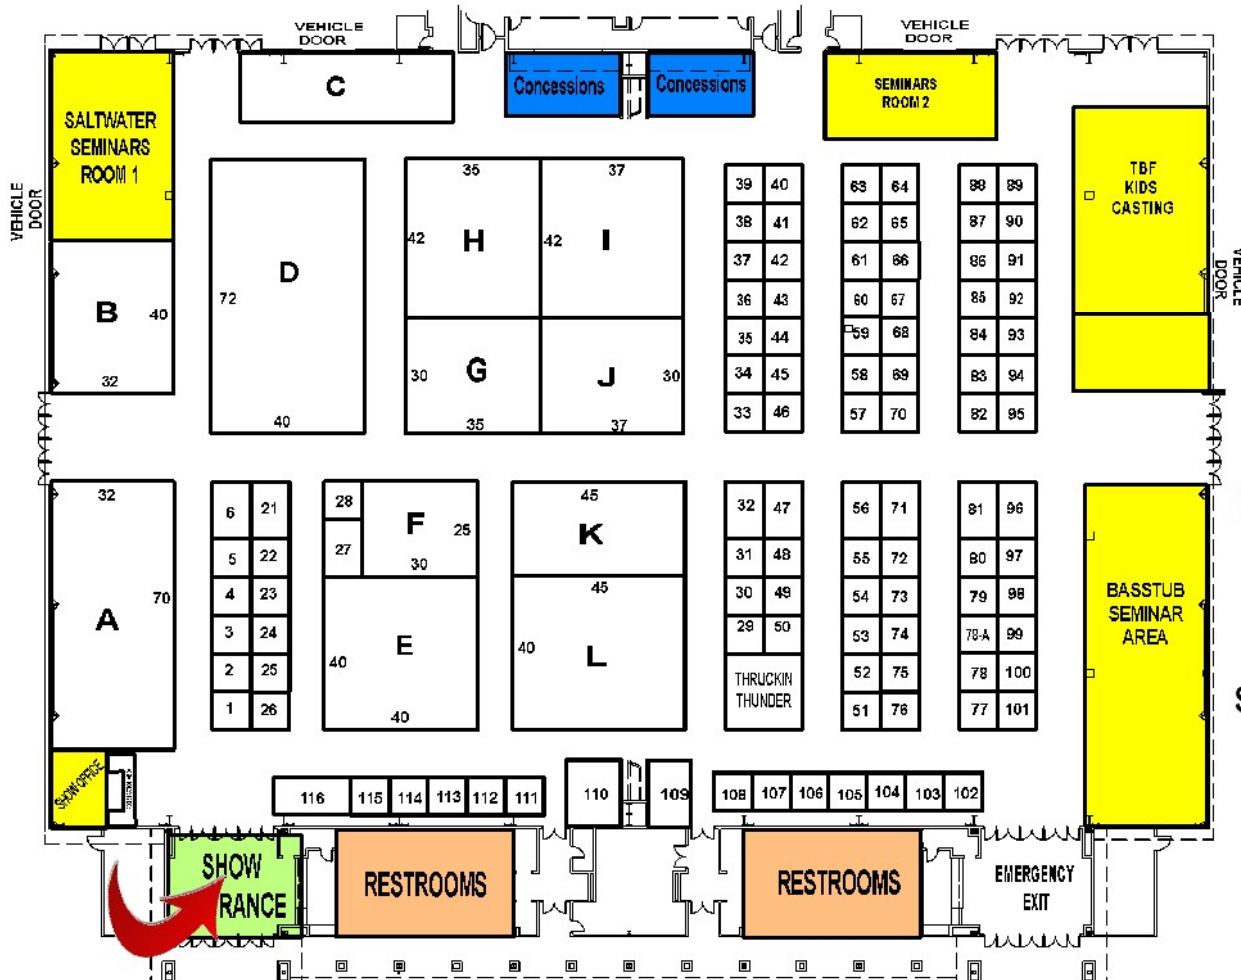 VEHICLE
DOOR
VEHICLE
DOOR
C
Concessions
Concessions
SEMINARS
ROOM 2
SALTWATER
SEMINARS
ROOM 1
TBF
KIDS
CASTING
VEHICLE
DOOR
VEHICLE
DOOR
35
37
42
H
42
I
D
72
40
B
40
32
30
G
35
J
30
37
39 40
38 41
37 42
36 43
35 44
34 45
33 46
63 64
62 65
61 66
60 67
59 68
58 69
57 70
88 89
87 90
86 91
85 92
84 93
83 94
82 95
32
A
70
6 21
5 22
4 23
3 24
2 25
1 26
28
27
F
25
30
E
40
40
45
K
45
40
L
32 47
31 48
30 49
29 50
THRUCKIN
THUNDER
56 71
55 72
54 73
53 74
52 75
51 76
81 96
80 97
79 98
78-A 99
78 100
77 101
BASSTUB
SEMINAR
AREA
SHOW OFFICE
116 115 114 113 112 111
110
109
108 107 106 105 104 103 102
SHOW
RANCE
RESTROOMS
RESTROOMS
EMERGENCY
EXIT